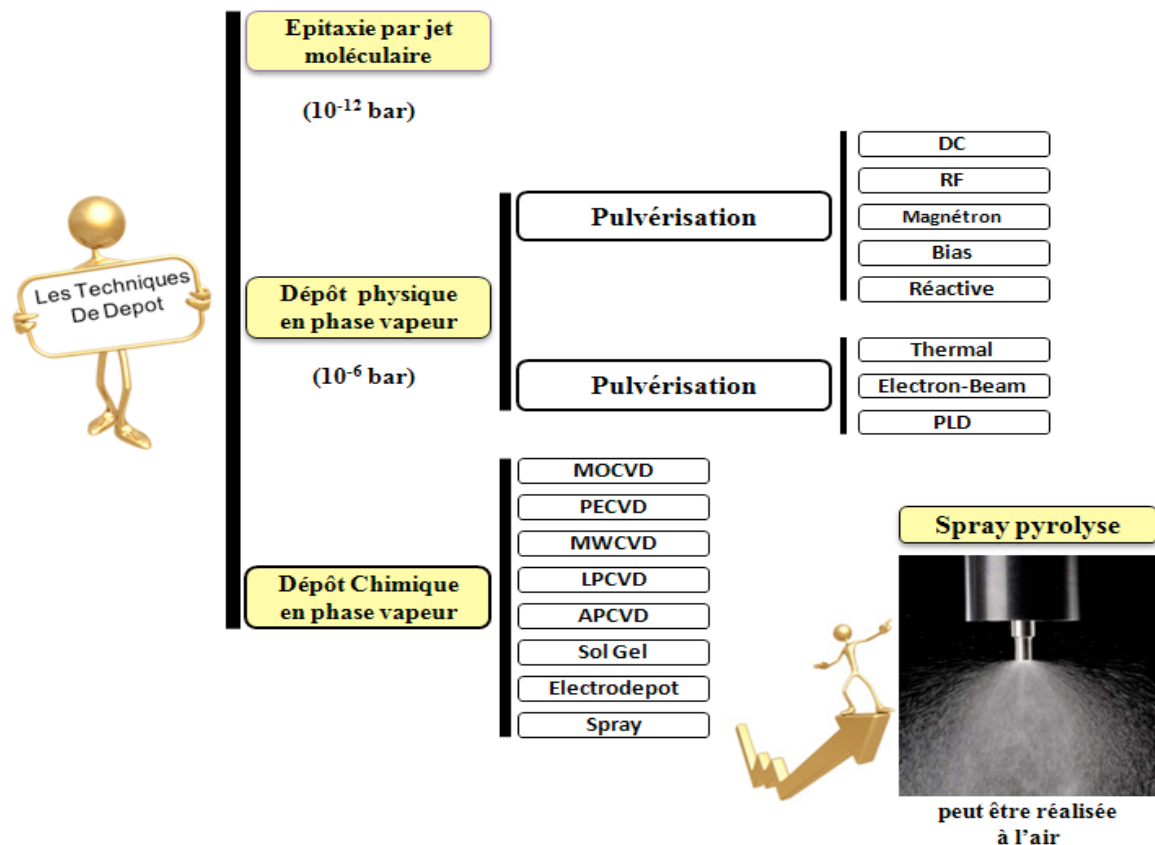 Les Techniques
De Depot
Epitaxie par jet
moléculaire
(10⁻¹² bar)
Dépôt physique
en phase vapeur
(10⁻⁶ bar)
Pulvérisation
DC
RF
Magnétron
Bias
Réactive
Pulvérisation
Thermal
Electron-Beam
PLD
Dépôt Chimique
en phase vapeur
MOCVD
PECVD
MWCVD
LPCVD
APCVD
Sol Gel
Electrodepot
Spray
Spray pyrolyse
peut être réalisée
à l'air